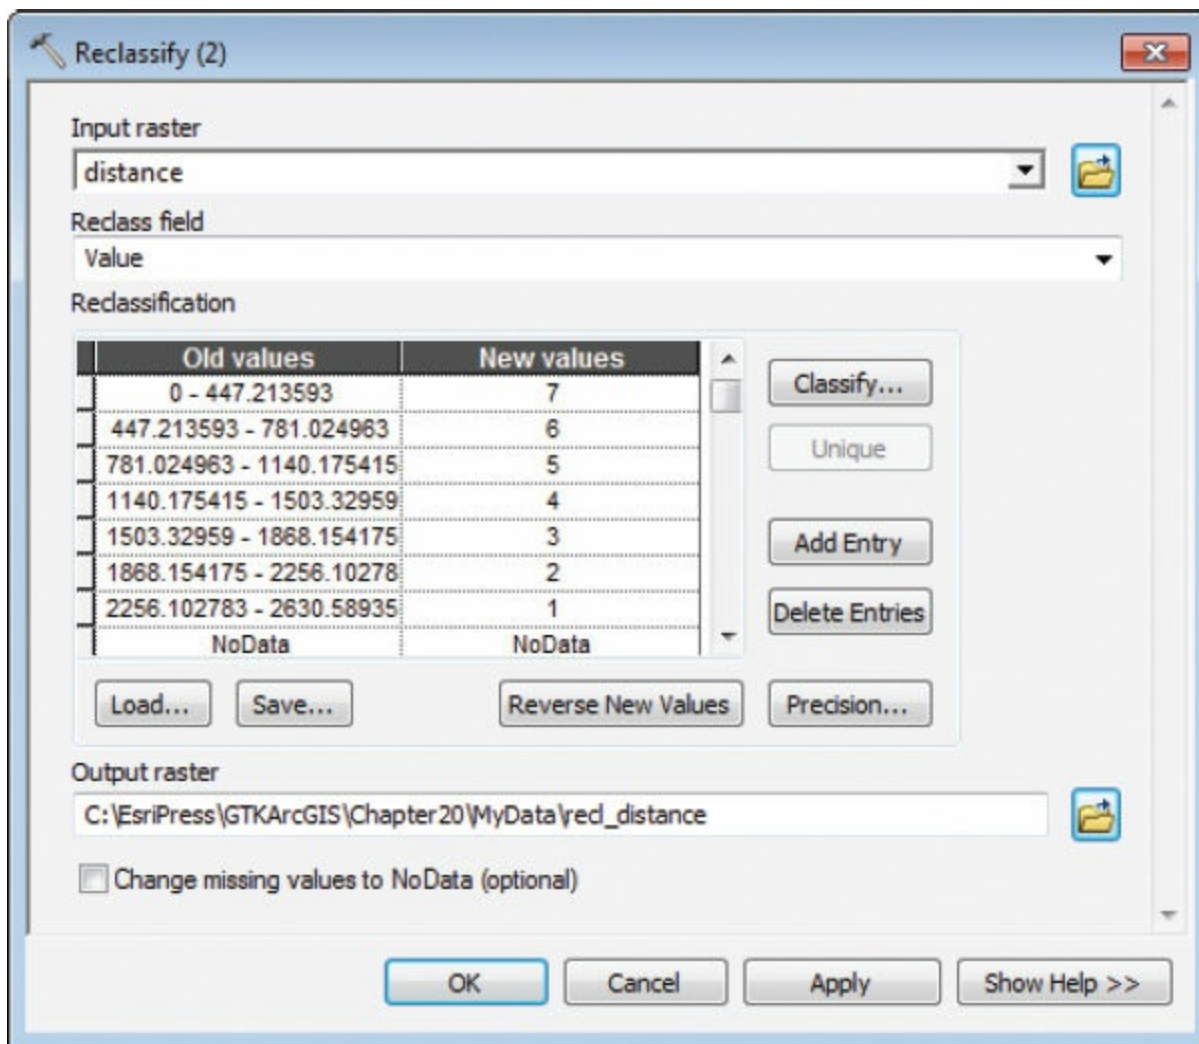 Reclassify (2)
Input raster
distance
Reclass field
Value
Reclassification
Old values New values
0 - 447.213593 7
447.213593 - 781.024963 6
781.024963 - 1140.175415 5
1140.175415 - 1503.32959 4
1503.32959 - 1868.154175 3
1868.154175 - 2256.10278 2
2256.102783 - 2630.58935 1
NoData NoData
Classify...
Unique
Add Entry
Delete Entries
Load... Save... Reverse New Values Precision...
Output raster
C:\EsriPress\GTKArcGIS\Chapter20\MyData\recl_distance
Change missing values to NoData (optional)
OK Cancel Apply Show Help >>